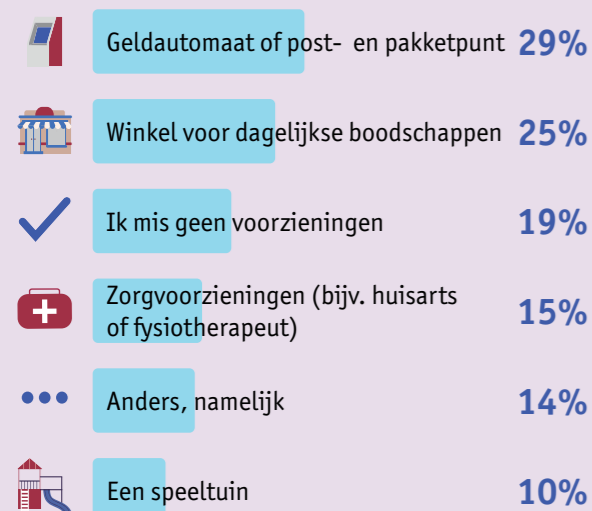 Geldautomaat of post- en pakketpunt 29%
Winkel voor dagelijkse boodschappen 25%
Ik mis geen voorzieningen 19%
Zorgvoorzieningen (bijv. huisarts
of fysiotherapeut) 15%
Anders, namelijk 14%
Een speeltuin 10%